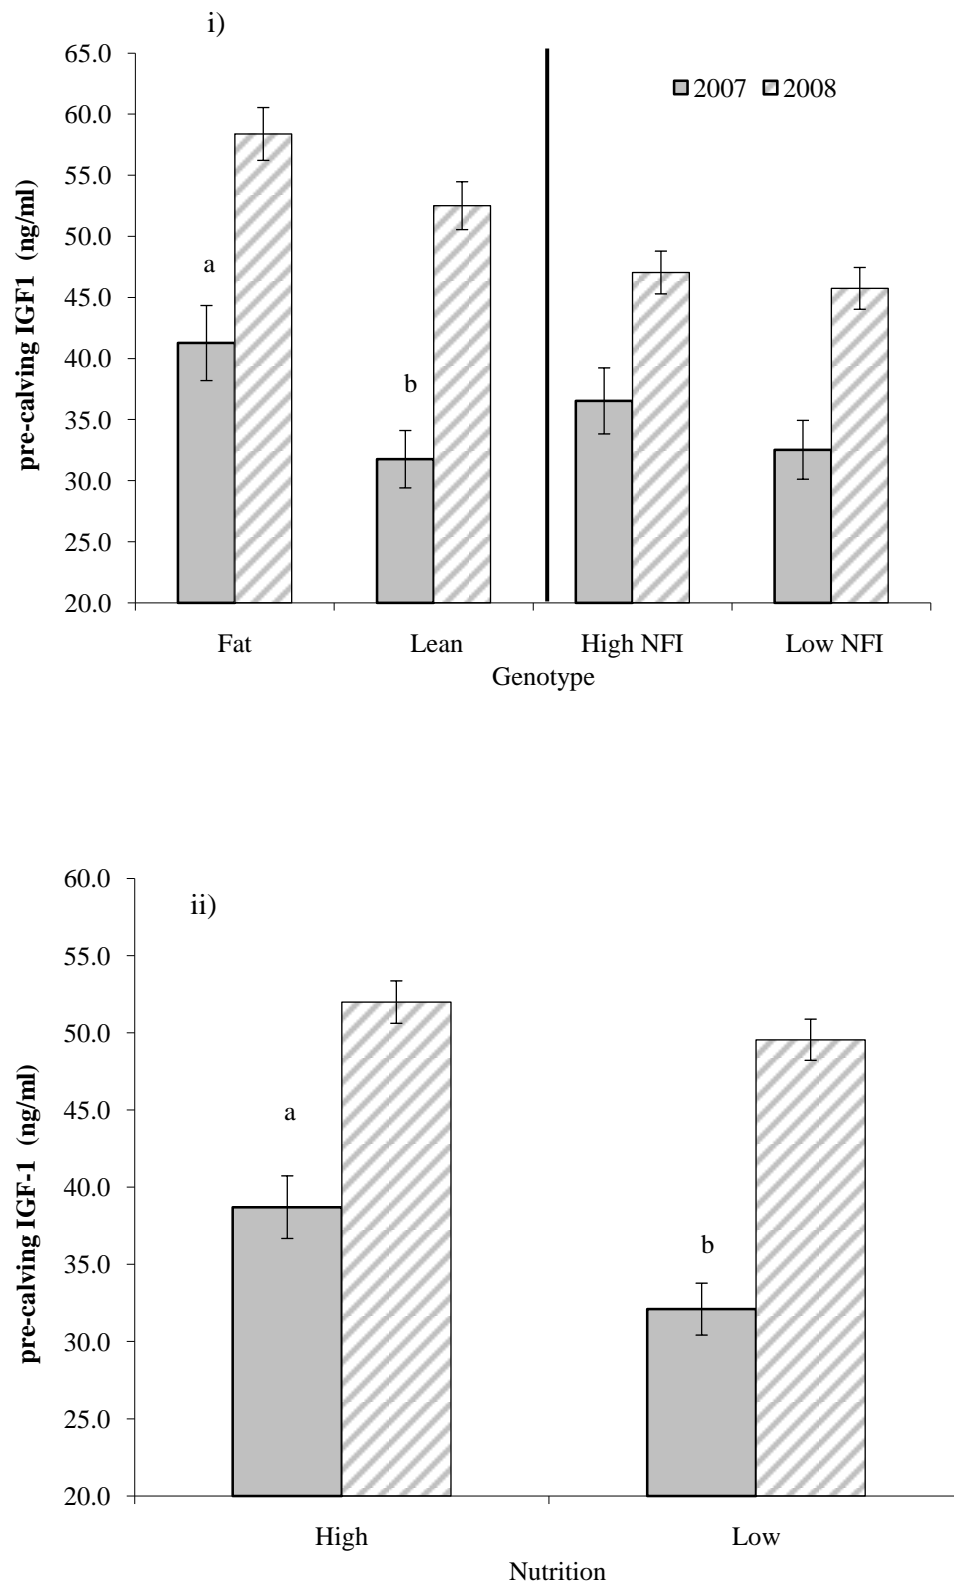 i)
65.0
60.0
55.0
50.0
45.0
40.0
35.0
30.0
25.0
20.0
pre-calving IGF1 (ng/ml)
2007 2008
a
b
Fat Lean High NFI Low NFI
Genotype
ii)
60.0
55.0
50.0
45.0
40.0
35.0
30.0
25.0
20.0
pre-calving IGF-1 (ng/ml)
a
b
High Low
Nutrition